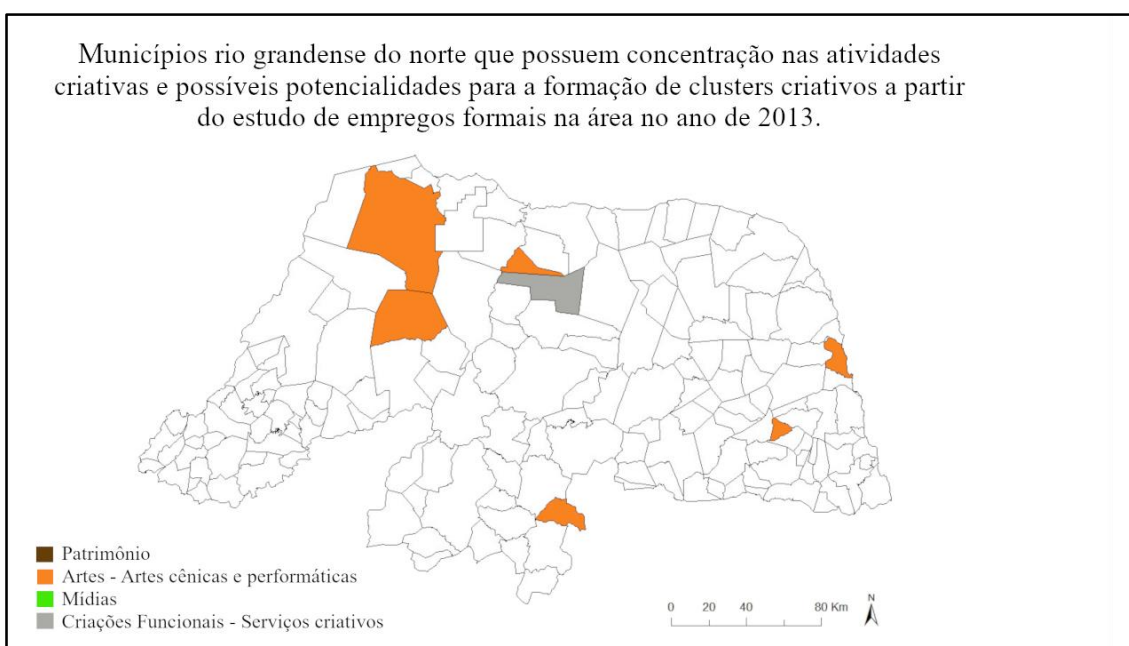 Municípios rio grandense do norte que possuem concentração nas atividades
criativas e possíveis potencialidades para a formação de clusters criativos a partir
do estudo de empregos formais na área no ano de 2013.
Patrimônio
Artes - Artes cênicas e performáticas
Mídias
Criações Funcionais - Serviços criativos
0 20 40 80 Km
N